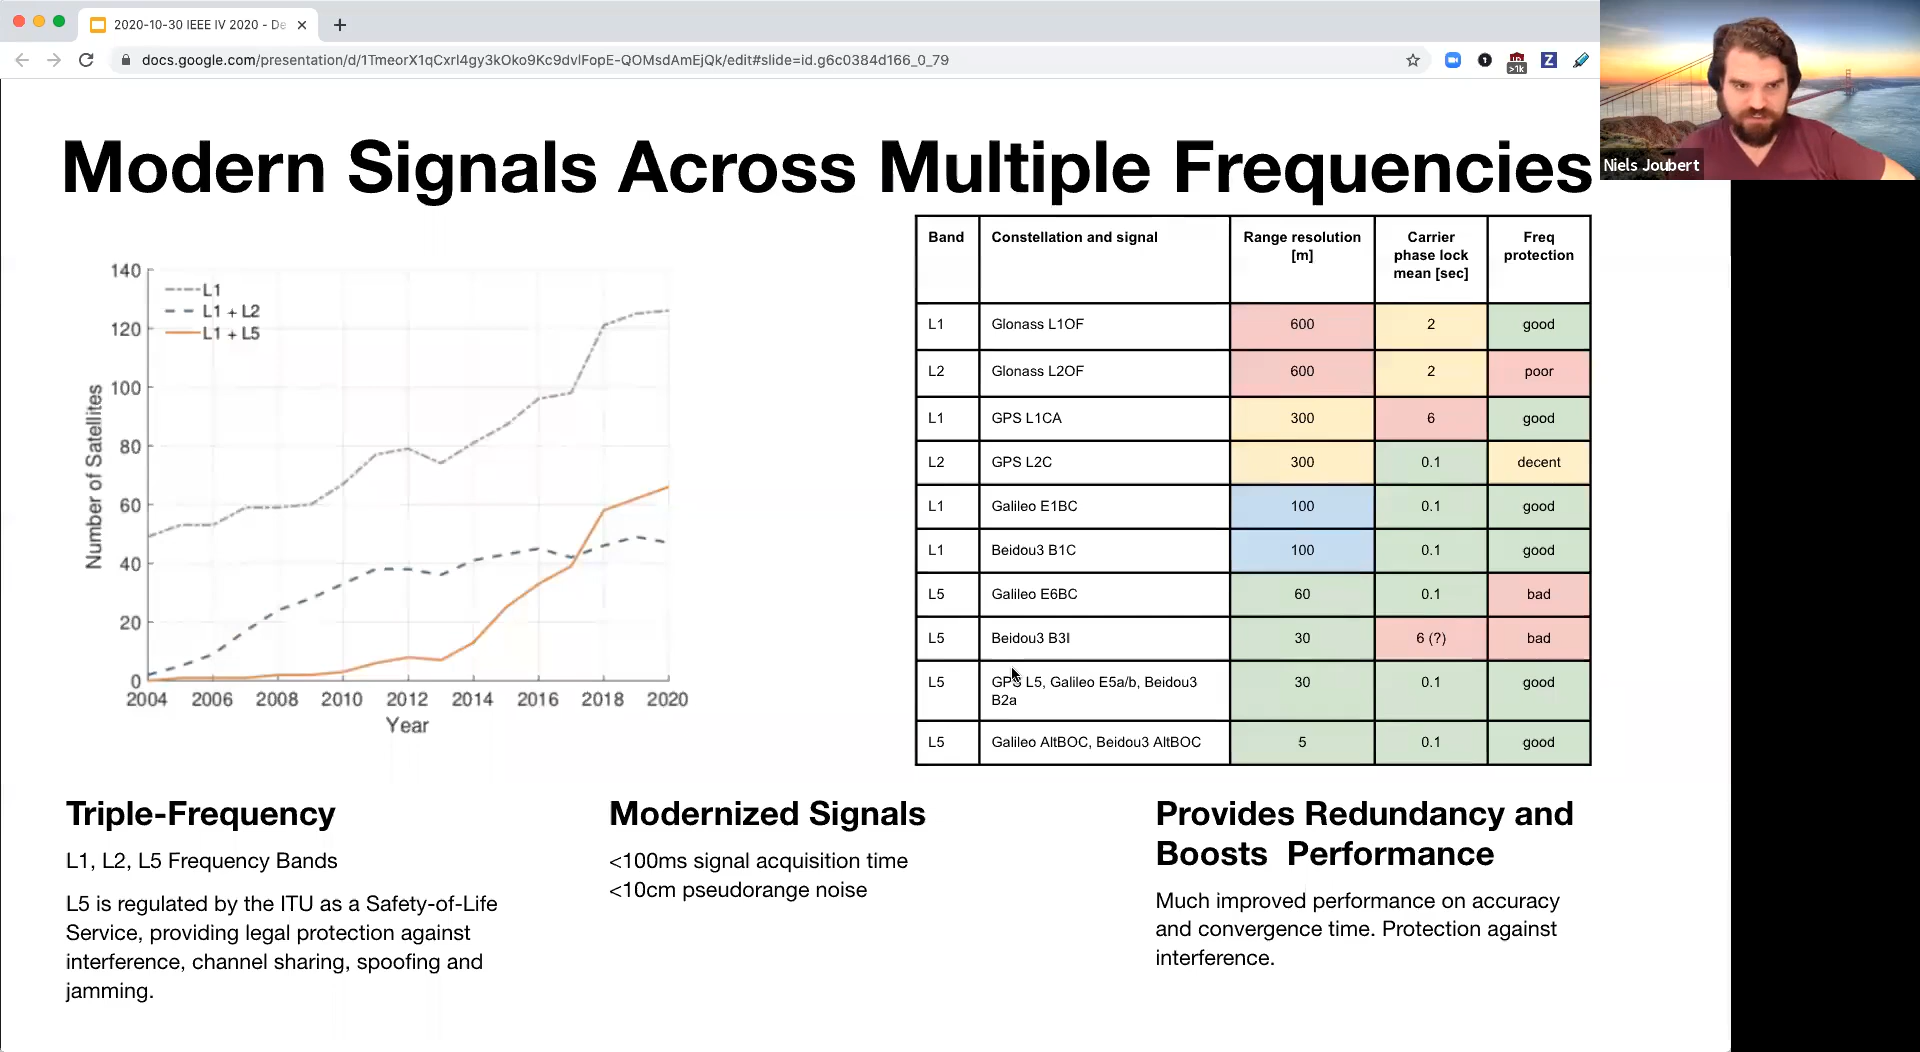 2020-10-30 IEEE IV 2020 - De
docs.google.com/presentation/d/1TmeorX1qCxrl4gy3kOko9Kc9dvlFopE-QOMsdAmEjQk/edit#slide=id.g6c0384d166_0_79
>1k
Z
Niels Joubert
Modern Signals Across Multiple Frequencies
140
120
100
80
60
40
20
0
L1
L1 + L2
L1 + L5
Number of Satellites
2004 2006 2008 2010 2012 2014 2016 2018 2020
Year
Band Constellation and signal Range resolution [m] Carrier phase lock mean [sec] Freq protection
L1 Glonass L1OF 600 2 good
L2 Glonass L2OF 600 2 poor
L1 GPS L1CA 300 6 good
L2 GPS L2C 300 0.1 decent
L1 Galileo E1BC 100 0.1 good
L1 Beidou3 B1C 100 0.1 good
L5 Galileo E6BC 60 0.1 bad
L5 Beidou3 B3I 30 6 (?) bad
L5 GPS L5, Galileo E5a/b, Beidou3 B2a 30 0.1 good
L5 Galileo AltBOC, Beidou3 AltBOC 5 0.1 good
Triple-Frequency
L1, L2, L5 Frequency Bands
L5 is regulated by the ITU as a Safety-of-Life
Service, providing legal protection against
interference, channel sharing, spoofing and
jamming.
Modernized Signals
<100ms signal acquisition time
<10cm pseudorange noise
Provides Redundancy and
Boosts Performance
Much improved performance on accuracy
and convergence time. Protection against
interference.